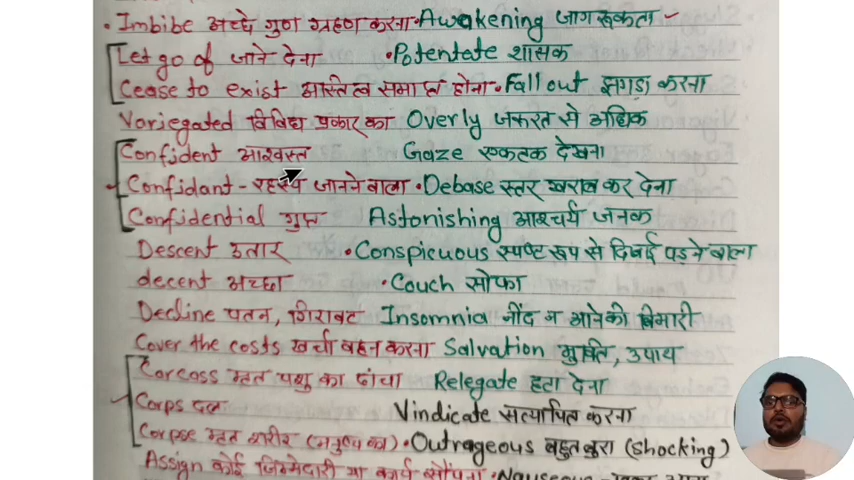 • Imbibe अच्छे गुण ग्रहण करना • Awakening जागरूकता
Let go of जाने देना • Potentate शासक
Cease to exist अस्तित्व समाप्त होना • Fall out झगड़ा करना
Variegated विविध प्रकार का Overly जरूरत से अधिक
Confident आश्वस्त Gaze एकटक देखना
Confidant - रहस्य जानने वाला • Debase स्तर खराब कर देना
Confidential गुप्त Astonishing आश्चर्य जनक
Descent उतार • Conspicuous स्पष्ट रूप से दिखाई पड़ने वाला
decent अच्छा • Couch सोफा
Decline पतन, गिरावट Insomnia नींद न आनेकी बिमारी
Cover the costs खर्चा वहन करना Salvation मुक्ति, उपाय
Carcass मृत पशु का ढांचा Relegate हटा देना
Corps दल Vindicate सत्यापित करना
Corpse मृत शरीर (मनुष्य का) • Outrageous बहुत बुरा (shocking)
Assign कोई जिम्मेदारी या कार्य सौंपना • Nauseous